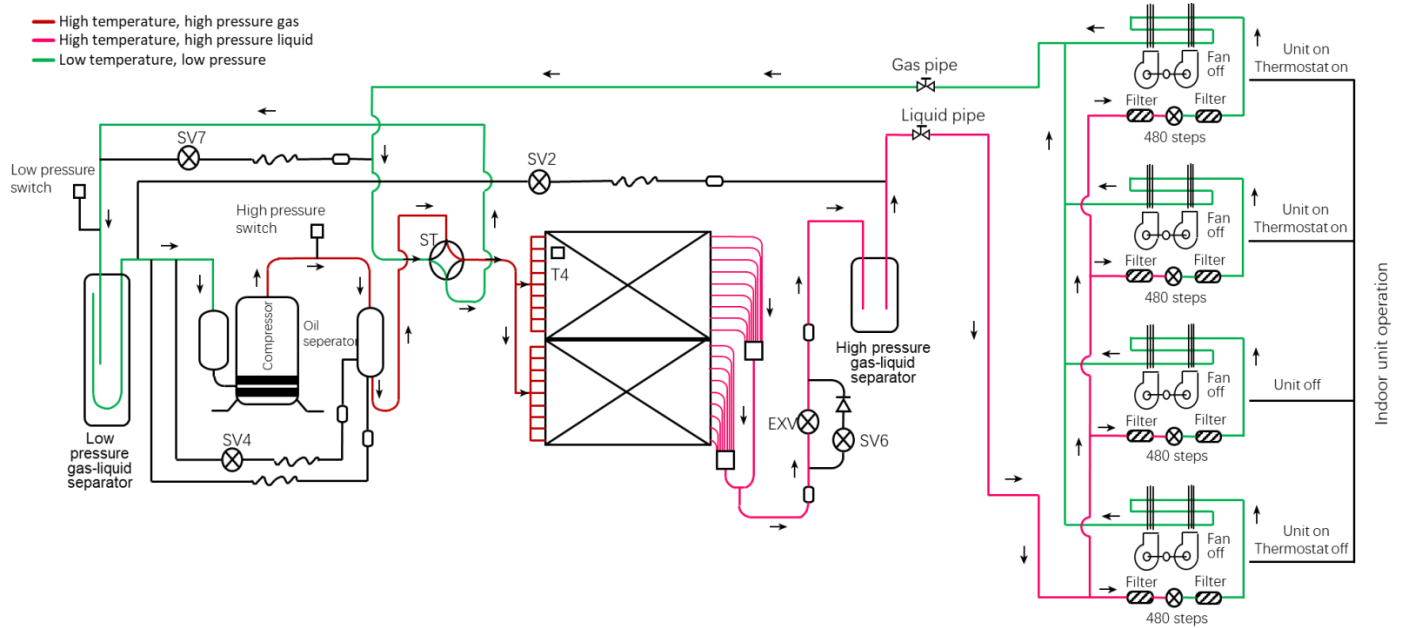 High temperature, high pressure gas
High temperature, high pressure liquid
Low temperature, low pressure
Gas pipe
Liquid pipe
SV7
SV2
Low pressure
switch
High pressure
switch
ST
T4
Compressor
Oil
seperator
Low
pressure
gas-liquid
separator
SV4
EXV
SV6
High pressure
gas-liquid
separator
Fan
off
Filter
Filter
480 steps
Unit on
Thermostat on
Filter
Filter
480 steps
Unit on
Thermostat on
Fan
off
Filter
Filter
480 steps
Unit off
Fan
off
Filter
Filter
480 steps
Unit on
Thermostat off
Indoor unit operation